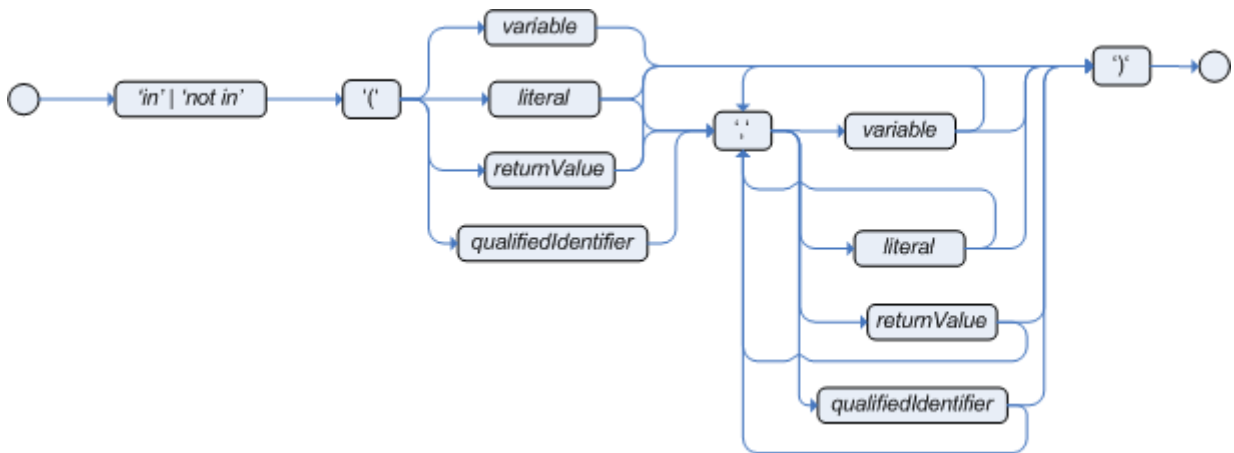 variable
'in' | 'not in'
'('
literal
')'
','
variable
returnValue
qualifiedIdentifier
literal
returnValue
qualifiedIdentifier